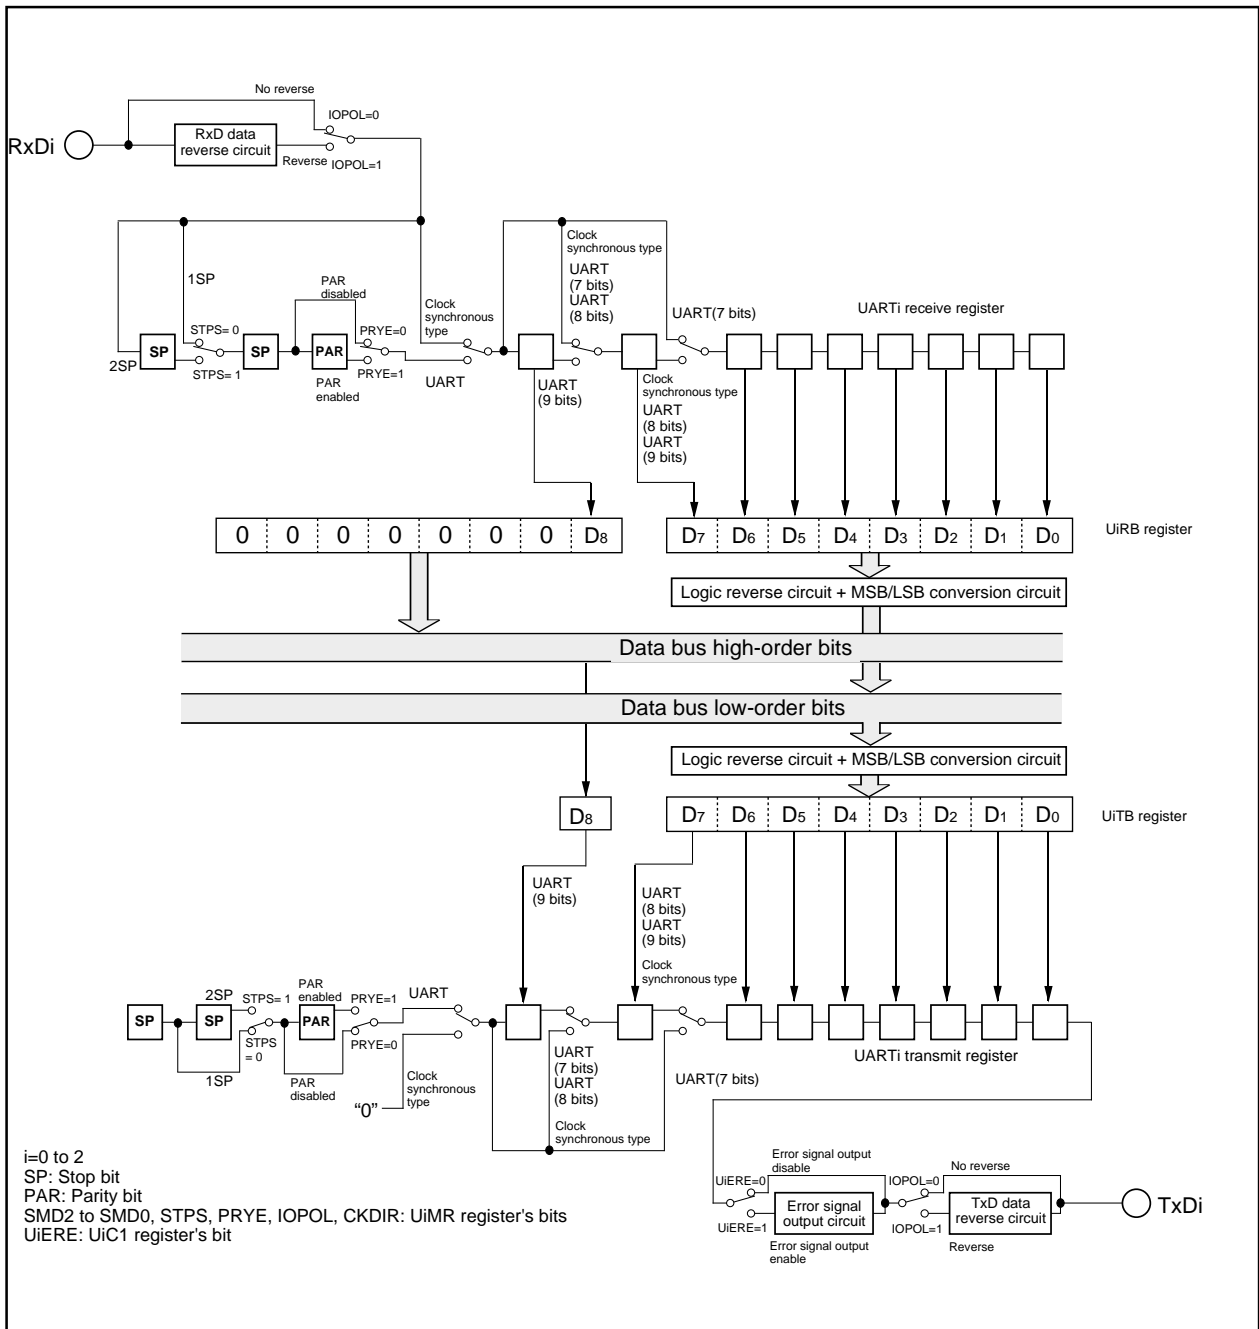 No reverse
IOPOL=0
RxDi
RxD data
reverse circuit
Reverse
IOPOL=1
Clock
synchronous type
1SP
UART
(7 bits)
UART
(8 bits)
PAR
disabled
Clock
synchronous
type
UART(7 bits)
UARTi receive register
STPS= 0
PRYE=0
SP
SP
PAR
2SP
STPS= 1
PRYE=1
PAR
enabled
UART
UART
(9 bits)
Clock
synchronous type
UART
(8 bits)
UART
(9 bits)
0 0 0 0 0 0 0 D8
D7 D6 D5 D4 D3 D2 D1 D0
UiRB register
Logic reverse circuit + MSB/LSB conversion circuit
Data bus high-order bits
Data bus low-order bits
Logic reverse circuit + MSB/LSB conversion circuit
D8
D7 D6 D5 D4 D3 D2 D1 D0
UiTB register
UART
(9 bits)
UART
(8 bits)
UART
(9 bits)
Clock
synchronous type
2SP
STPS= 1
PAR
enabled
PRYE=1
UART
SP
SP
PAR
STPS
= 0
PRYE=0
1SP
PAR
disabled
"0"
Clock
synchronous
type
UART
(7 bits)
UART
(8 bits)
Clock
synchronous type
UART(7 bits)
UARTi transmit register
i=0 to 2
SP: Stop bit
PAR: Parity bit
SMD2 to SMD0, STPS, PRYE, IOPOL, CKDIR: UiMR register's bits
UiERE: UiC1 register's bit
Error signal output
disable
UiERE=0
IOPOL=0
No reverse
Error signal
output circuit
TxD data
reverse circuit
TxDi
UiERE=1
IOPOL=1
Error signal output
enable
Reverse